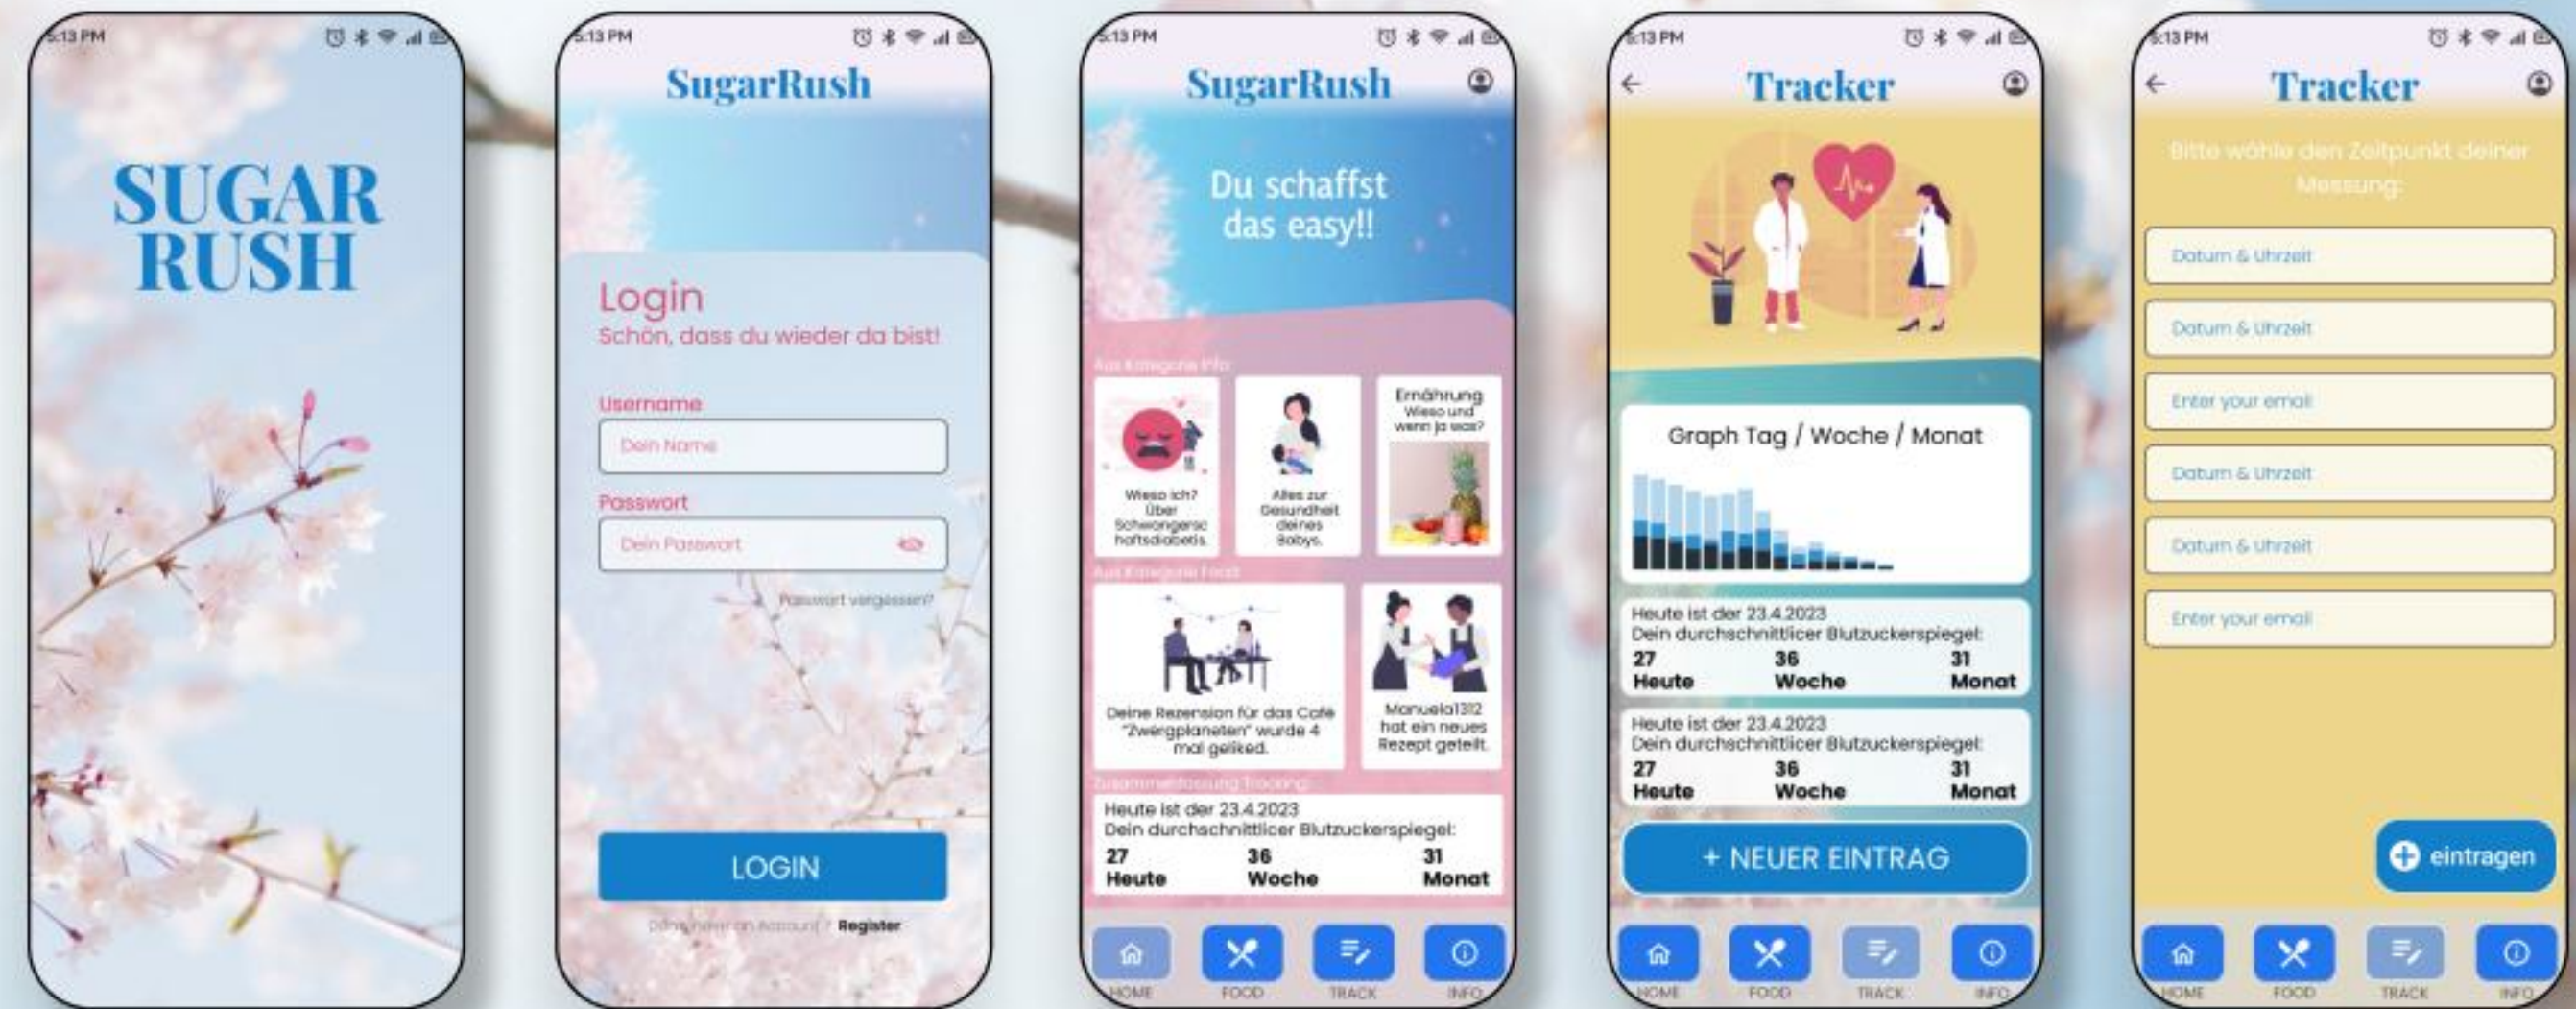 5:13 PM
SUGAR
RUSH
5:13 PM
SugarRush
Login
Schön, dass du wieder da bist!
Username
Dein Name
Passwort
Dein Passwort
Passwort vergessen?
LOGIN
Account? Register
5:13 PM
SugarRush
Du schaffst
das easy!!
Aus Kategorie Info:
Wieso ich?
Über
Schwangersc
haftsdiabetis.
Alles zur
Gesundheit
deines
Babys.
Ernährung
Wieso und
wenn ja was?
Aus Kategorie Food:
Deine Rezension für das Café
"Zwergplaneten" wurde 4
mal geliked.
Manuela1312
hat ein neues
Rezept geteilt.
Zusammenfassung Tracking:
Heute ist der 23.4.2023
Dein durchschnittlicer Blutzuckerspiegel:
27 36 31
Heute Woche Monat
HOME FOOD TRACK INFO
5:13 PM
Tracker
Graph Tag / Woche / Monat
Heute ist der 23.4.2023
Dein durchschnittlicer Blutzuckerspiegel:
27 36 31
Heute Woche Monat
Heute ist der 23.4.2023
Dein durchschnittlicer Blutzuckerspiegel:
27 36 31
Heute Woche Monat
+ NEUER EINTRAG
HOME FOOD TRACK INFO
5:13 PM
Tracker
Bitte wähle den Zeitpunkt deiner
Messung:
Datum & Uhrzeit
Datum & Uhrzeit
Enter your email
Datum & Uhrzeit
Datum & Uhrzeit
Enter your email
eintragen
HOME FOOD TRACK INFO